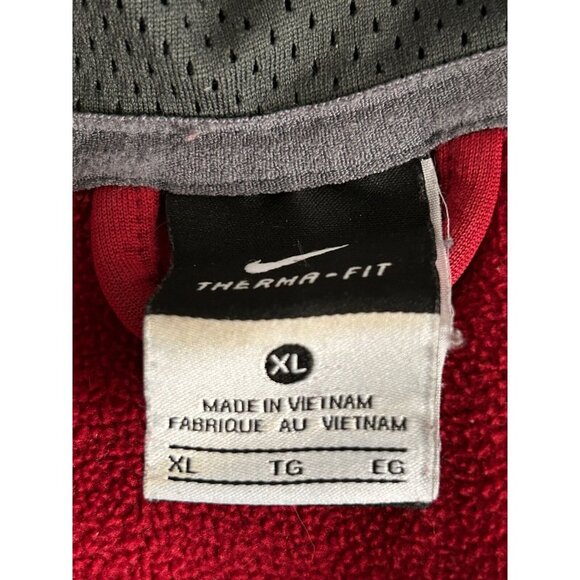 THERMA-FIT
XL
MADE IN VIETNAM
FABRIQUE AU VIETNAM
XL TG EG